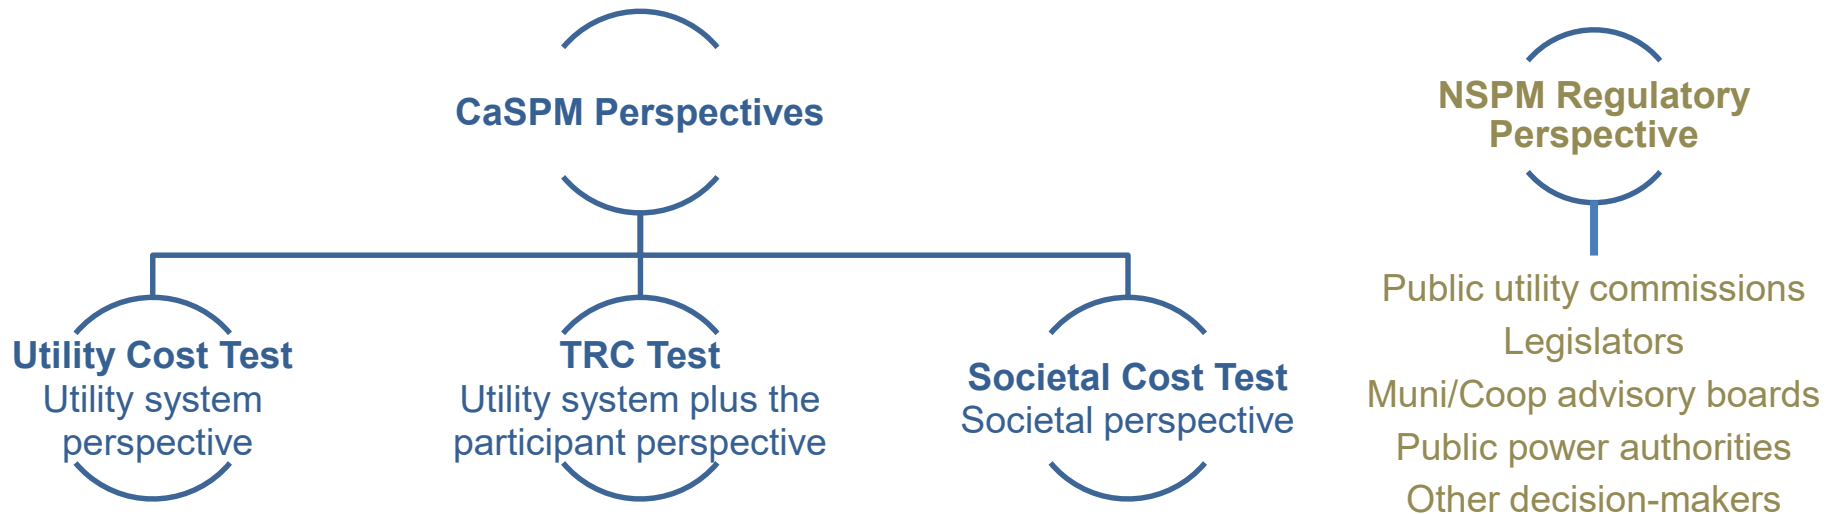 CaSPM Perspectives
Utility Cost Test
Utility system
perspective
TRC Test
Utility system plus the
participant perspective
Societal Cost Test
Societal perspective
NSPM Regulatory
Perspective
Public utility commissions
Legislators
Muni/Coop advisory boards
Public power authorities
Other decision-makers